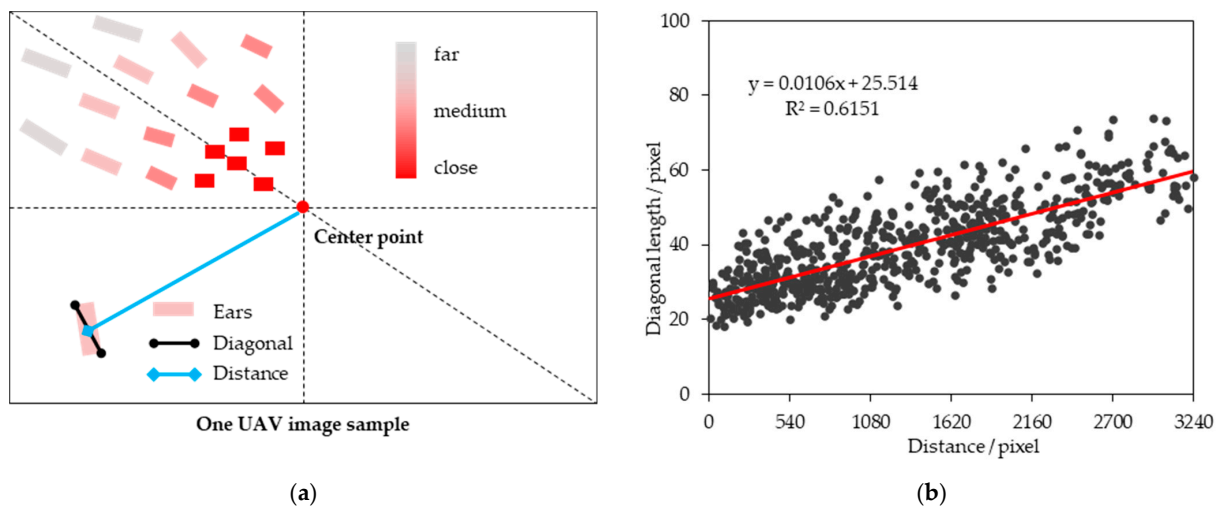 far
medium
close
Center point
Ears
Diagonal
Distance
One UAV image sample
(a)
100
80
60
40
20
0
Diagonal length / pixel
y = 0.0106x + 25.514
R² = 0.6151
0 540 1080 1620 2160 2700 3240
Distance / pixel
(b)